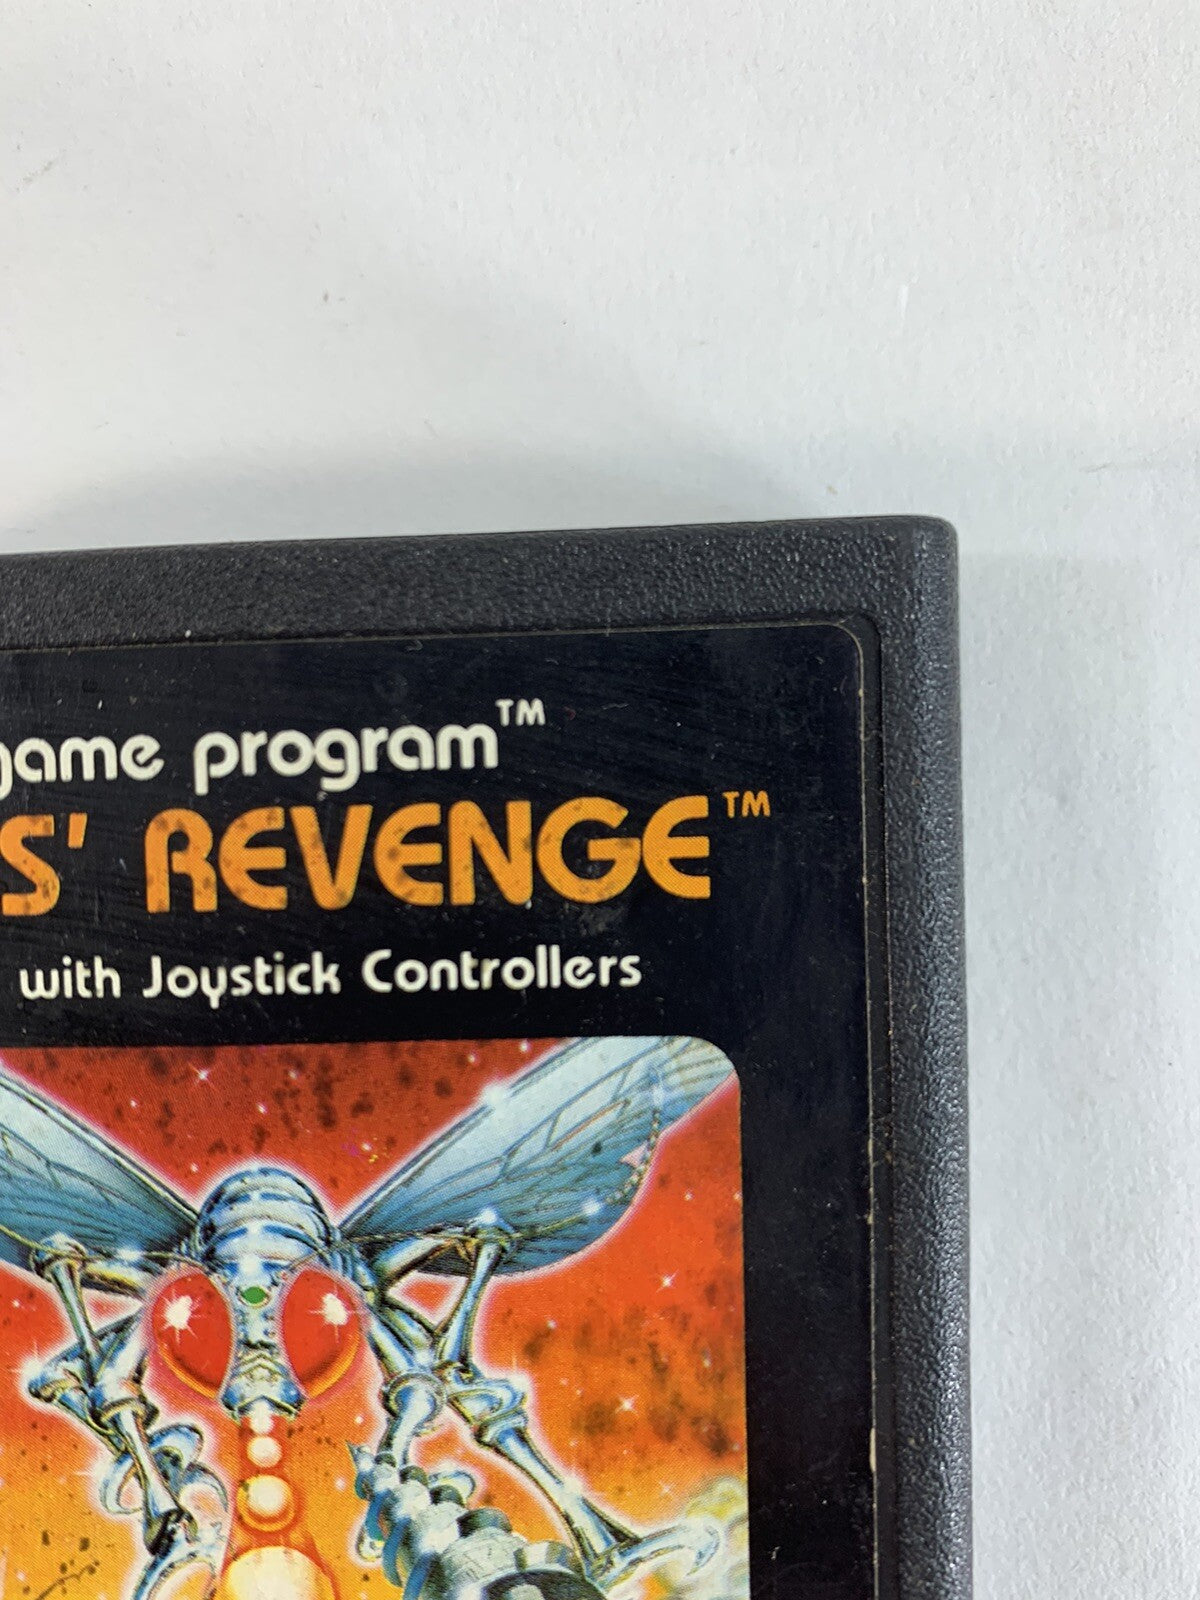 game program™
S' REVENGE™
with Joystick Controllers